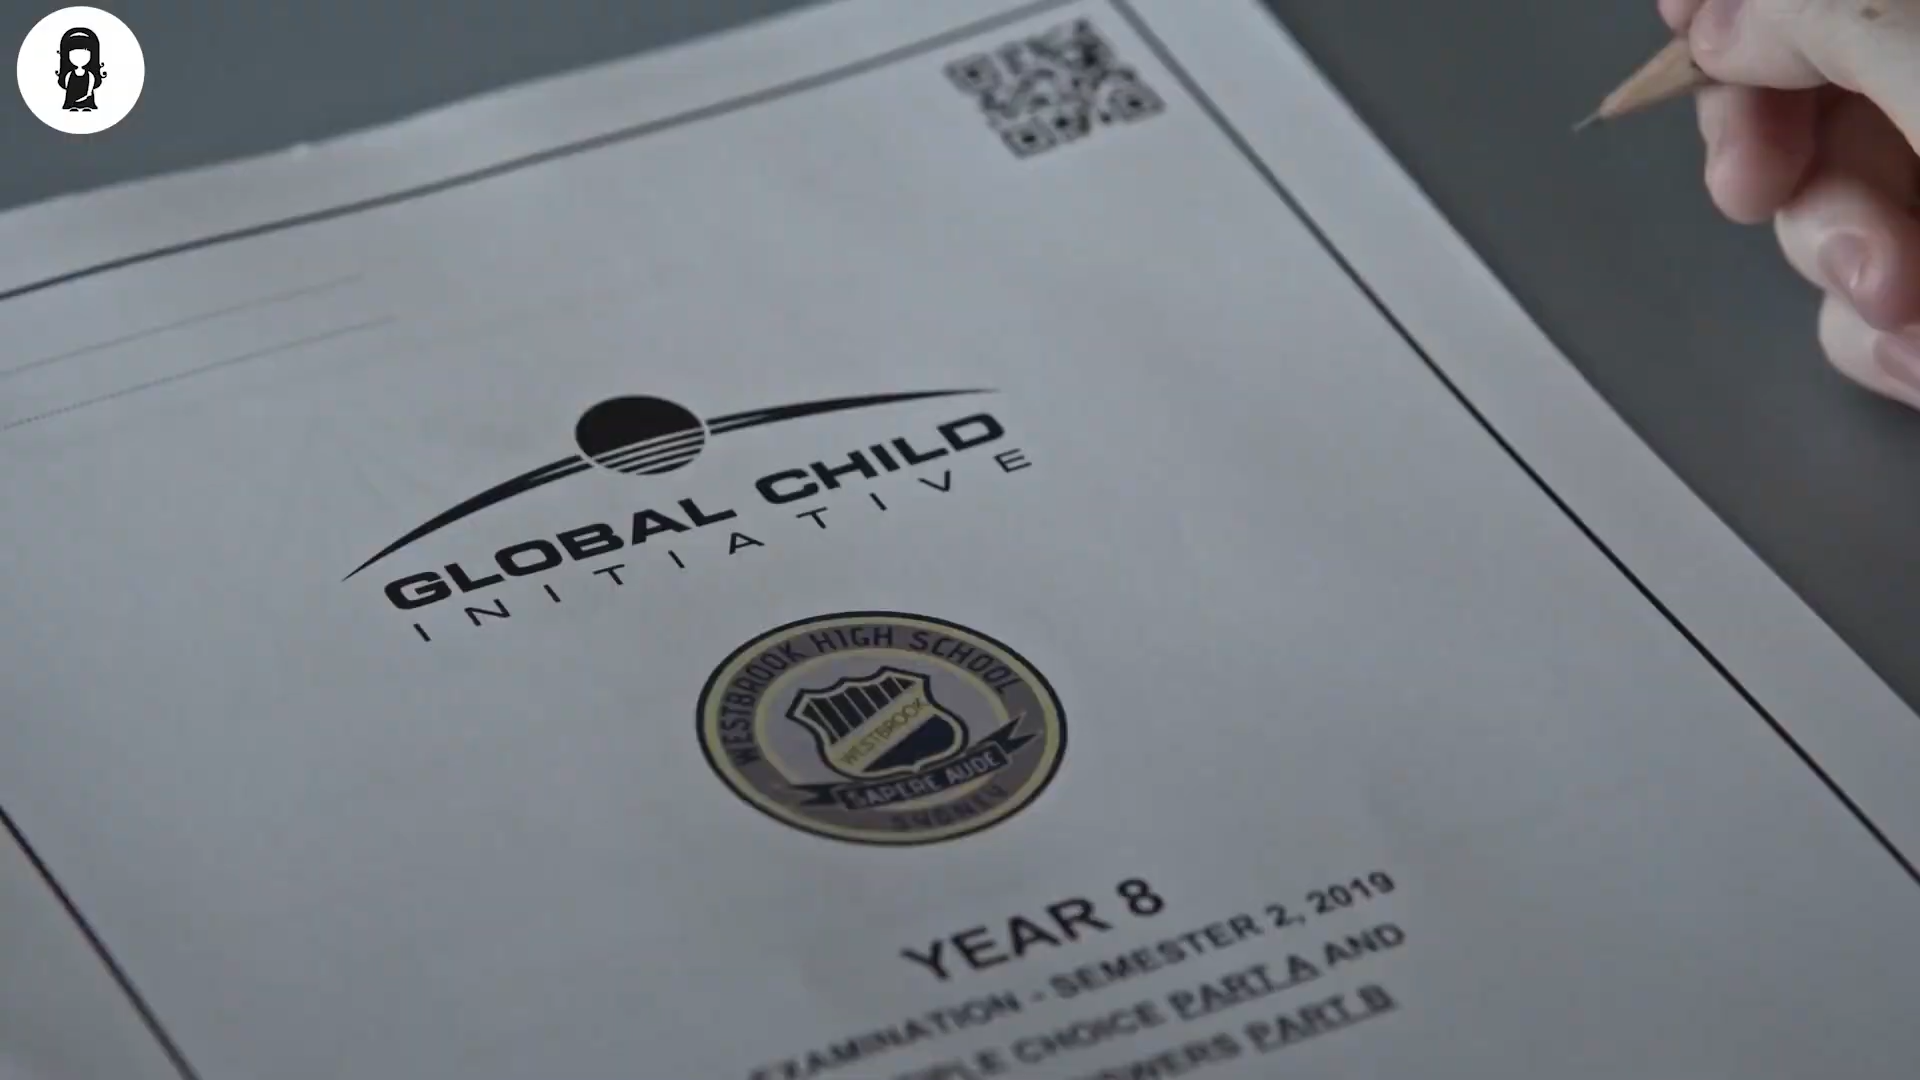 GLOBAL CHILD
INITIATIVE
WESTBROOK HIGH SCHOOL
WESTBROOK
SAPERE AUDE
SYDNEY
YEAR 8
EXAMINATION - SEMESTER 2, 2019
CHOICE PART A AND
PART B